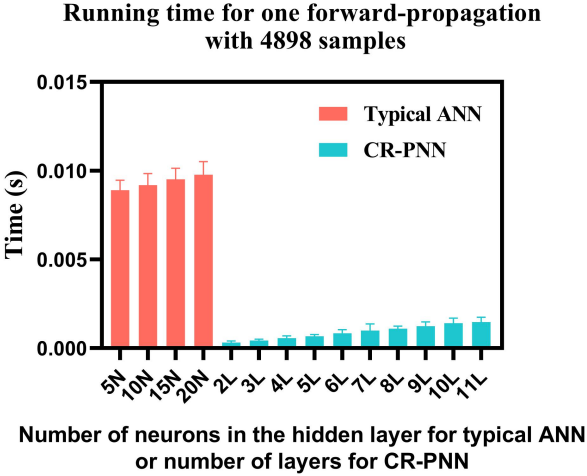 Running time for one forward-propagation
with 4898 samples
0.015
0.010
0.005
0.000
Time (s)
Typical ANN
CR-PNN
5N
10N
15N
20N
2L
3L
4L
5L
6L
7L
8L
9L
10L
11L
Number of neurons in the hidden layer for typical ANN
or number of layers for CR-PNN